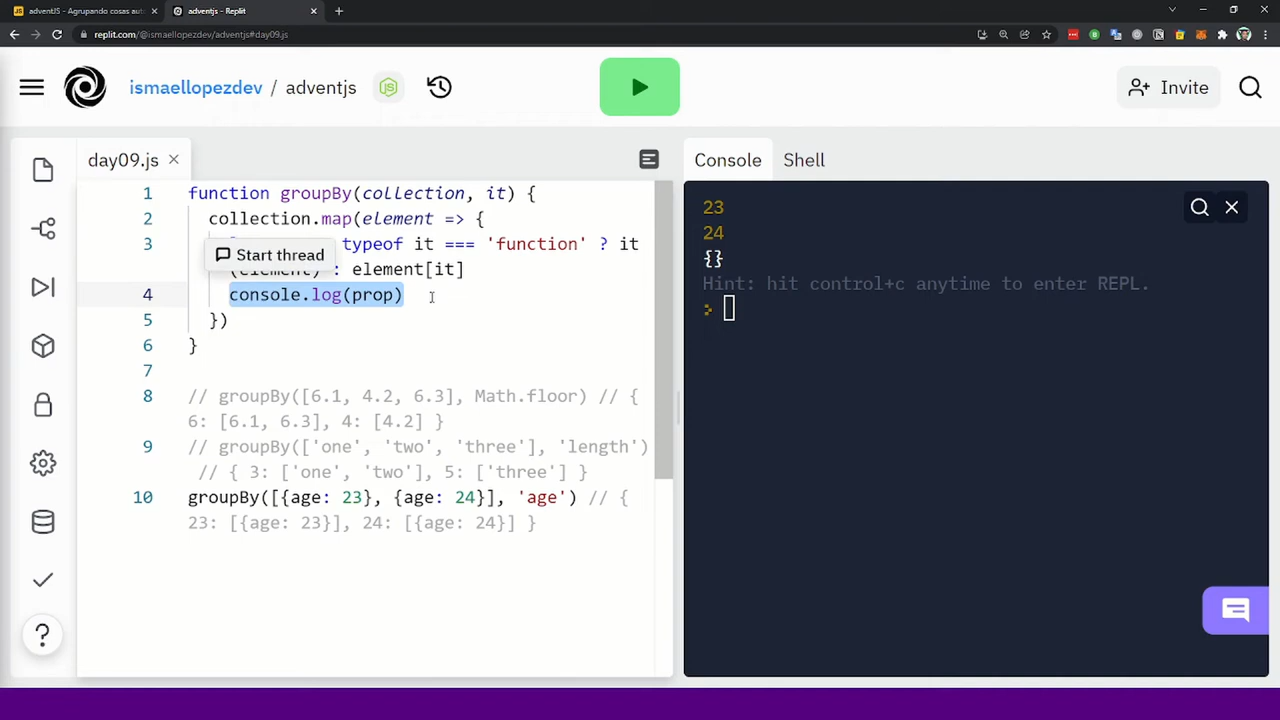 adventJS - Agrupando cosas aut
adventjs - Replit
replit.com/@ismaellopezdev/adventjs#day09.js
ismaellopezdev / adventjs
Invite
day09.js
Console
Shell
1 function groupBy(collection, it) {
2 collection.map(element => {
3 typeof it === 'function' ? it
(element) : element[it]
Start thread
4 console.log(prop)
5 })
6 }
7
8 // groupBy([6.1, 4.2, 6.3], Math.floor) // {
6: [6.1, 6.3], 4: [4.2] }
9 // groupBy(['one', 'two', 'three'], 'length')
// { 3: ['one', 'two'], 5: ['three'] }
10 groupBy([{age: 23}, {age: 24}], 'age') // {
23: [{age: 23}], 24: [{age: 24}] }
23
24
{}
Hint: hit control+c anytime to enter REPL.